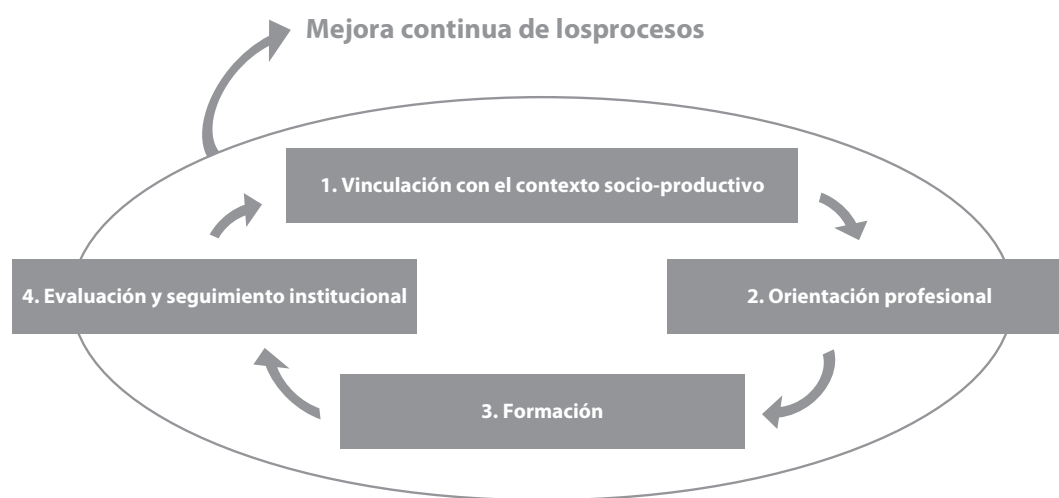 Mejora continua de losprocesos
1. Vinculación con el contexto socio-productivo
2. Orientación profesional
3. Formación
4. Evaluación y seguimiento institucional